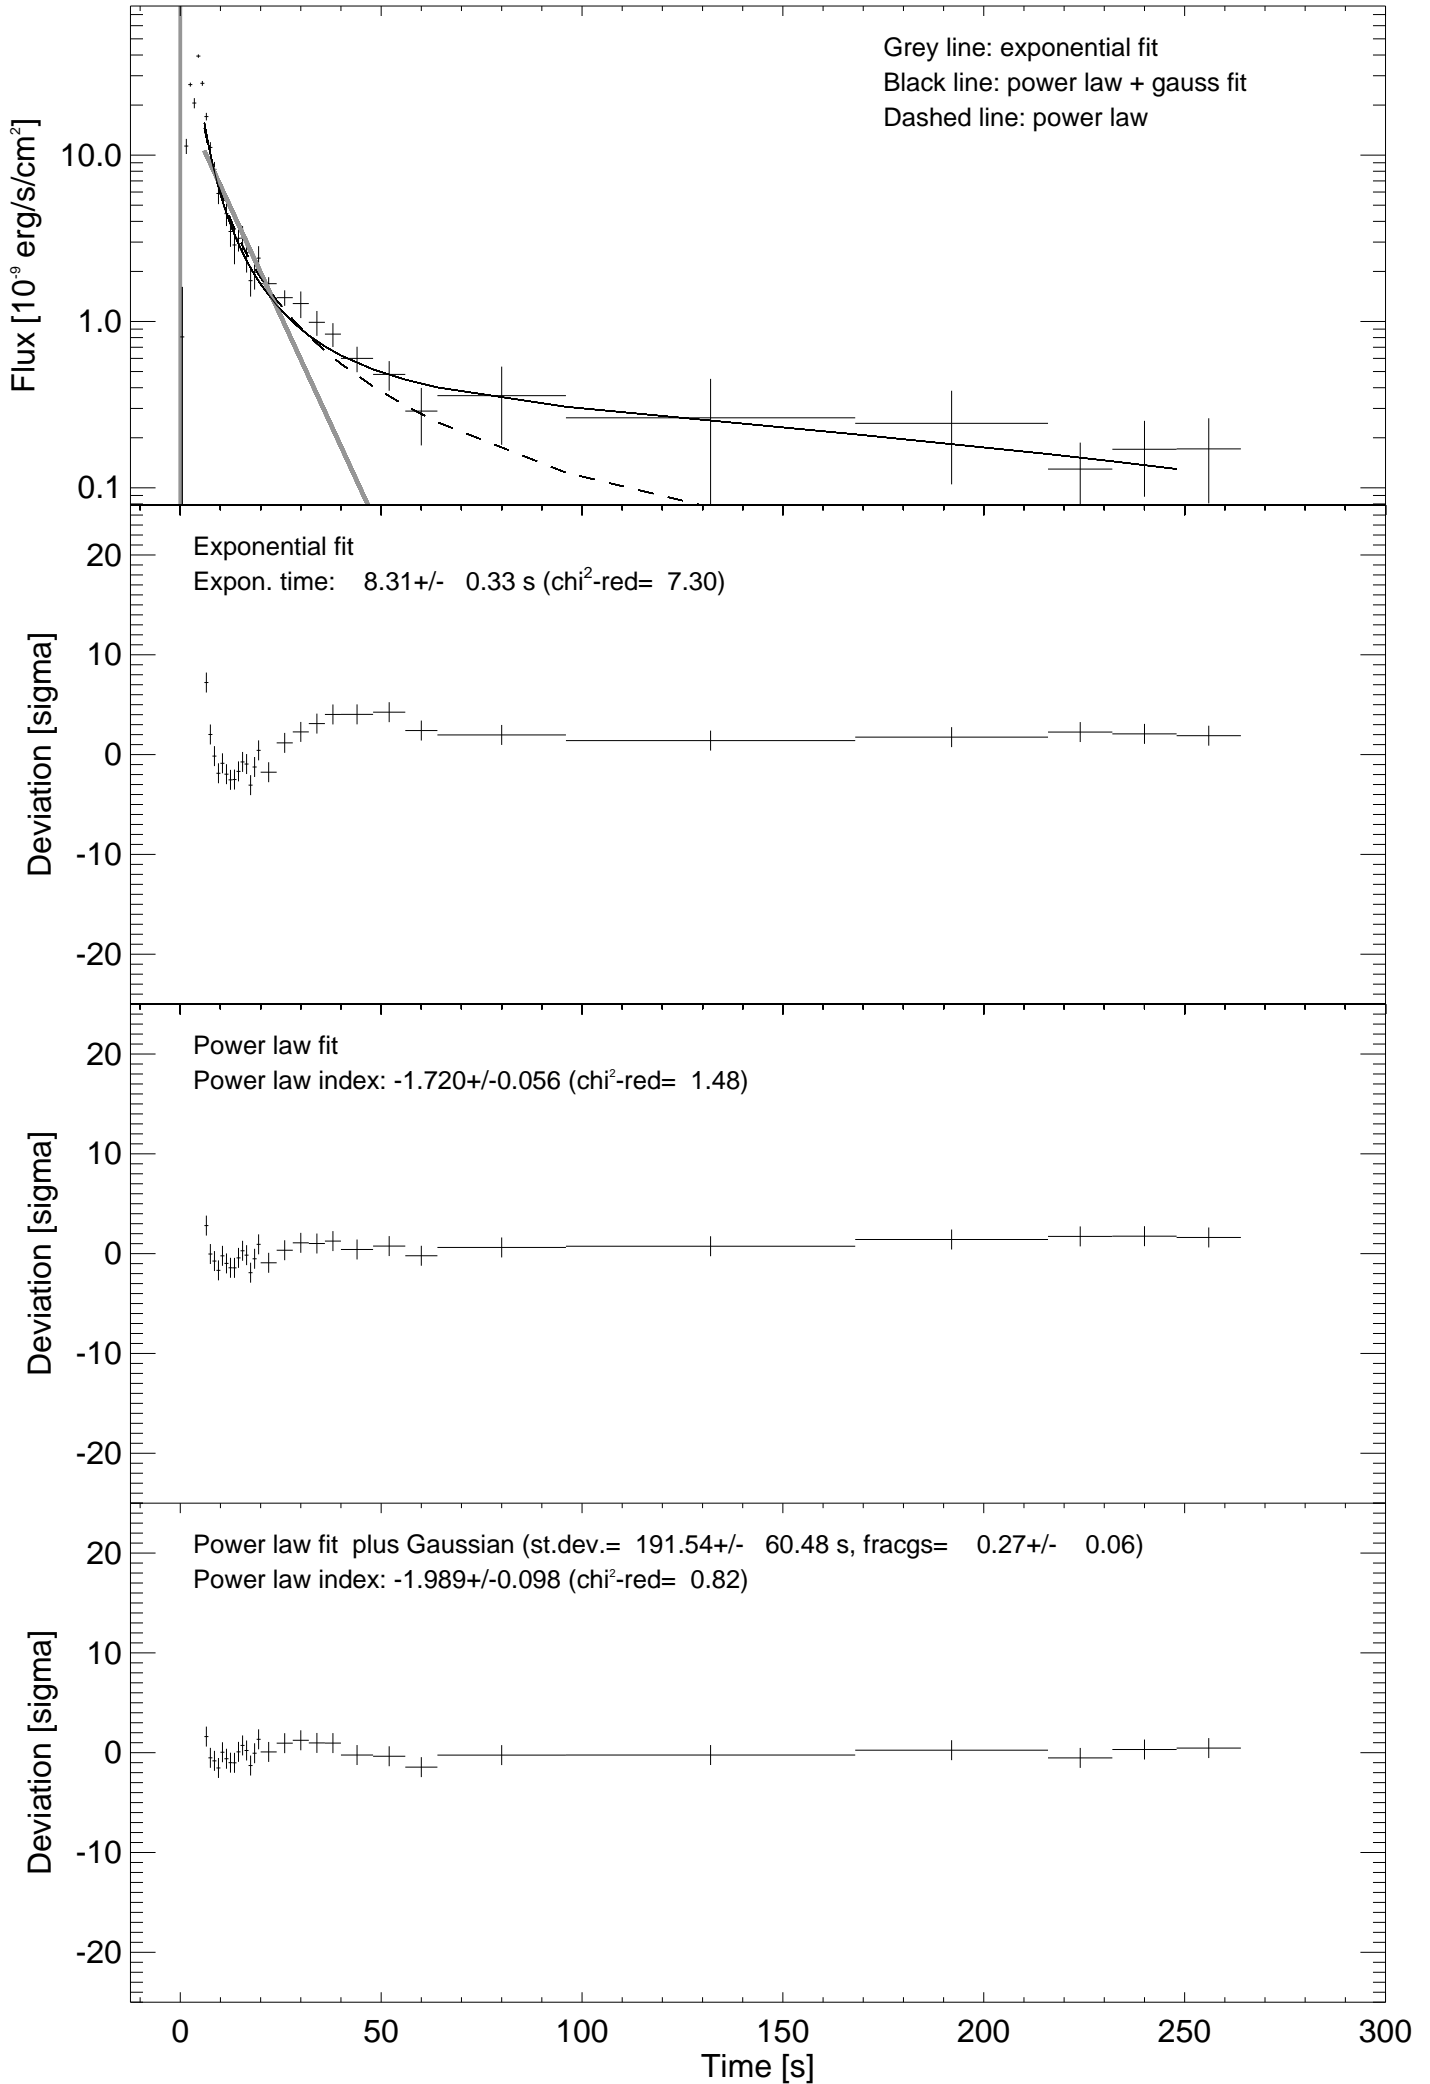 Grey line: exponential fit
Black line: power law + gauss fit
Dashed line: power law
Flux [10⁻⁹ erg/s/cm²]
10.0
1.0
0.1
Exponential fit
Expon. time: 8.31+/- 0.33 s (chi²-red= 7.30)
Deviation [sigma]
20
10
0
-10
-20
Power law fit
Power law index: -1.720+/-0.056 (chi²-red= 1.48)
Deviation [sigma]
20
10
0
-10
-20
Power law fit plus Gaussian (st.dev.= 191.54+/- 60.48 s, fracgs= 0.27+/- 0.06)
Power law index: -1.989+/-0.098 (chi²-red= 0.82)
Deviation [sigma]
20
10
0
-10
-20
0 50 100 150 200 250 300
Time [s]